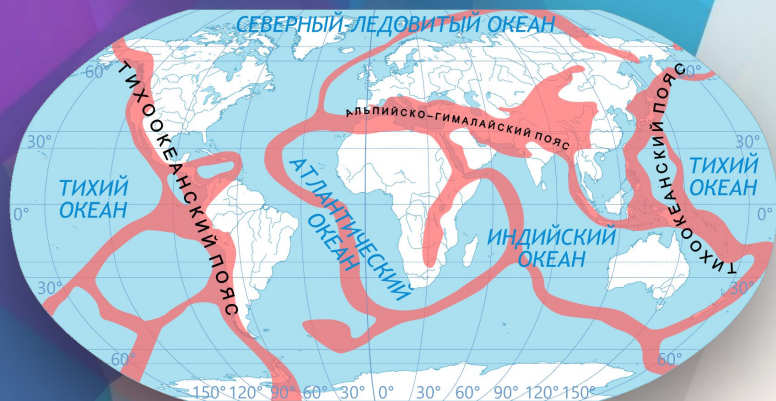 СЕВЕРНЫЙ ЛЕДОВИТЫЙ ОКЕАН
60°
60°
ТИХООКЕАНСКИЙ ПОЯС
АЛЬПИЙСКО-ГИМАЛАЙСКИЙ ПОЯС
ТИХООКЕАНСКИЙ ПОЯС
30°
30°
ТИХИЙ
ОКЕАН
АТЛАНТИЧЕСКИЙ
ОКЕАН
ТИХИЙ
ОКЕАН
0°
0°
ИНДИЙСКИЙ
ОКЕАН
30°
30°
60°
60°
150° 120° 90° 60° 30° 0° 30° 60° 90° 120° 150°